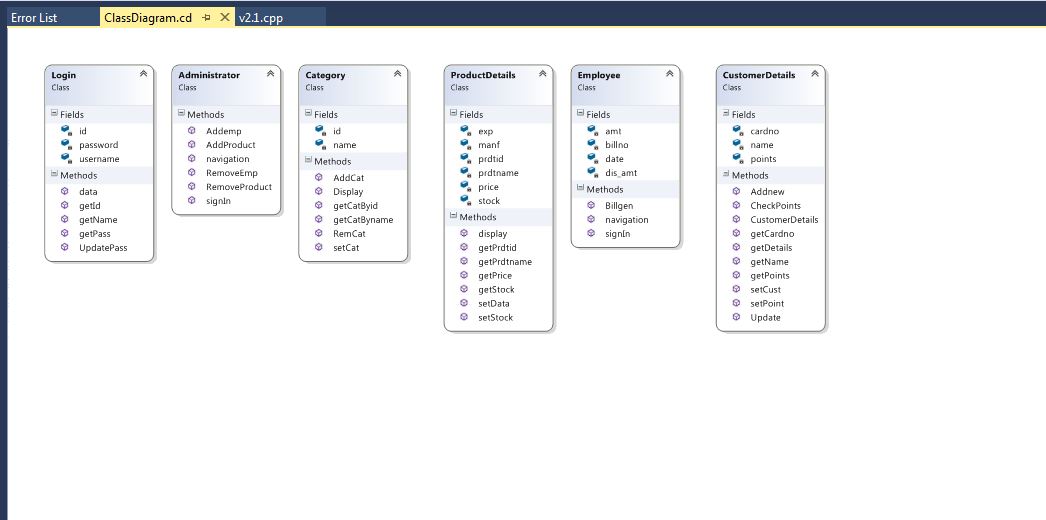 Error List
ClassDiagram.cd
v2.1.cpp
Login
Class
Fields
id
password
username
Methods
data
getId
getName
getPass
UpdatePass
Administrator
Class
Methods
Addemp
AddProduct
navigation
RemoveEmp
RemoveProduct
signIn
Category
Class
Fields
id
name
Methods
AddCat
Display
getCatByid
getCatByname
RemCat
setCat
ProductDetails
Class
Fields
exp
manf
prdtid
prdtname
price
stock
Methods
display
getPrdtid
getPrdtname
getPrice
getStock
setData
setStock
Employee
Class
Fields
amt
billno
date
dis_amt
Methods
Billgen
navigation
signIn
CustomerDetails
Class
Fields
cardno
name
points
Methods
Addnew
CheckPoints
CustomerDetails
getCardno
getDetails
getName
getPoints
setCust
setPoint
Update